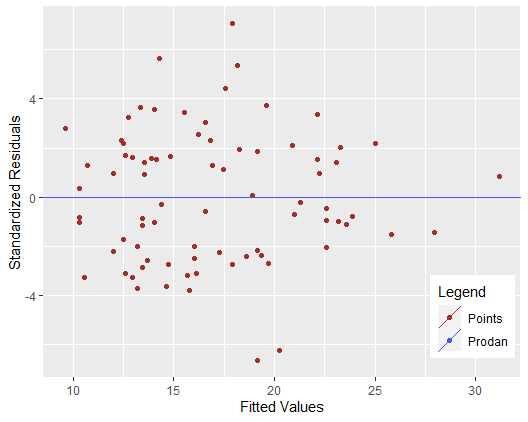 Standardized Residuals
4
0
-4
10
15
20
25
30
Fitted Values
Legend
Points
Prodan